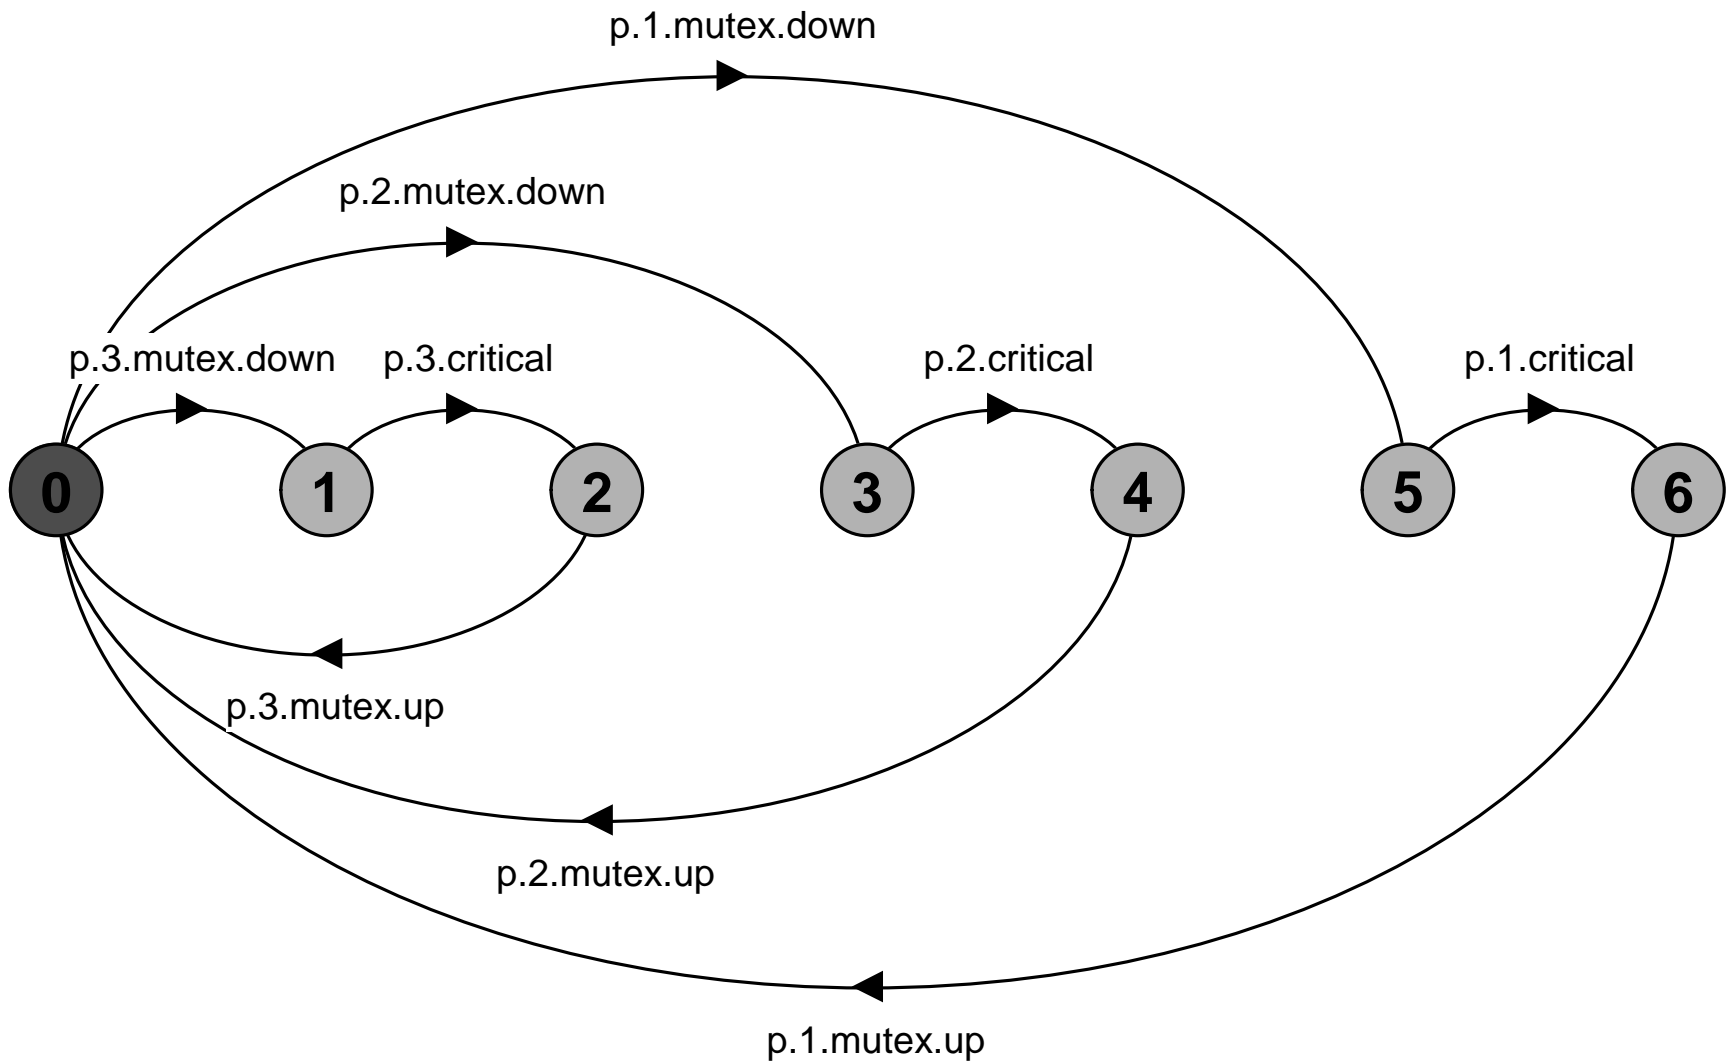 p.1.mutex.down
p.2.mutex.down
p.3.mutex.down p.3.critical p.2.critical p.1.critical
0 1 2 3 4 5 6
p.3.mutex.up
p.2.mutex.up
p.1.mutex.up